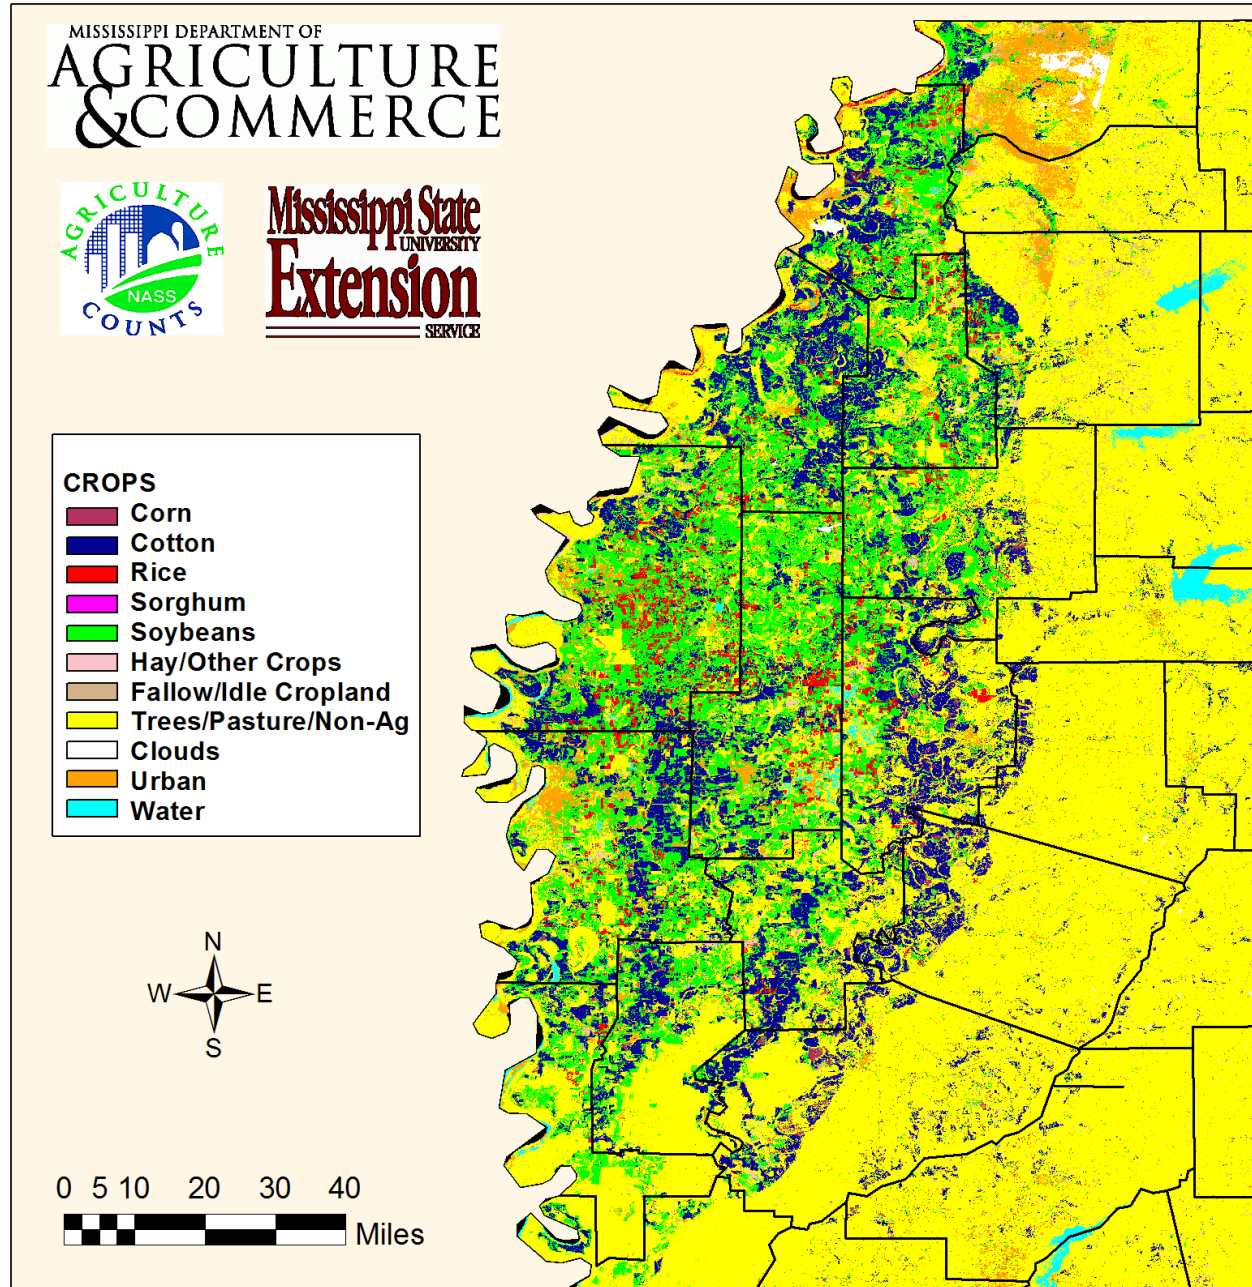 MISSISSIPPI DEPARTMENT OF
AGRICULTURE
&COMMERCE
AGRICULTURE
NASS
COUNTS
Mississippi State
UNIVERSITY
Extension
SERVICE
CROPS
Corn
Cotton
Rice
Sorghum
Soybeans
Hay/Other Crops
Fallow/Idle Cropland
Trees/Pasture/Non-Ag
Clouds
Urban
Water
N
W E
S
0 5 10 20 30 40
Miles